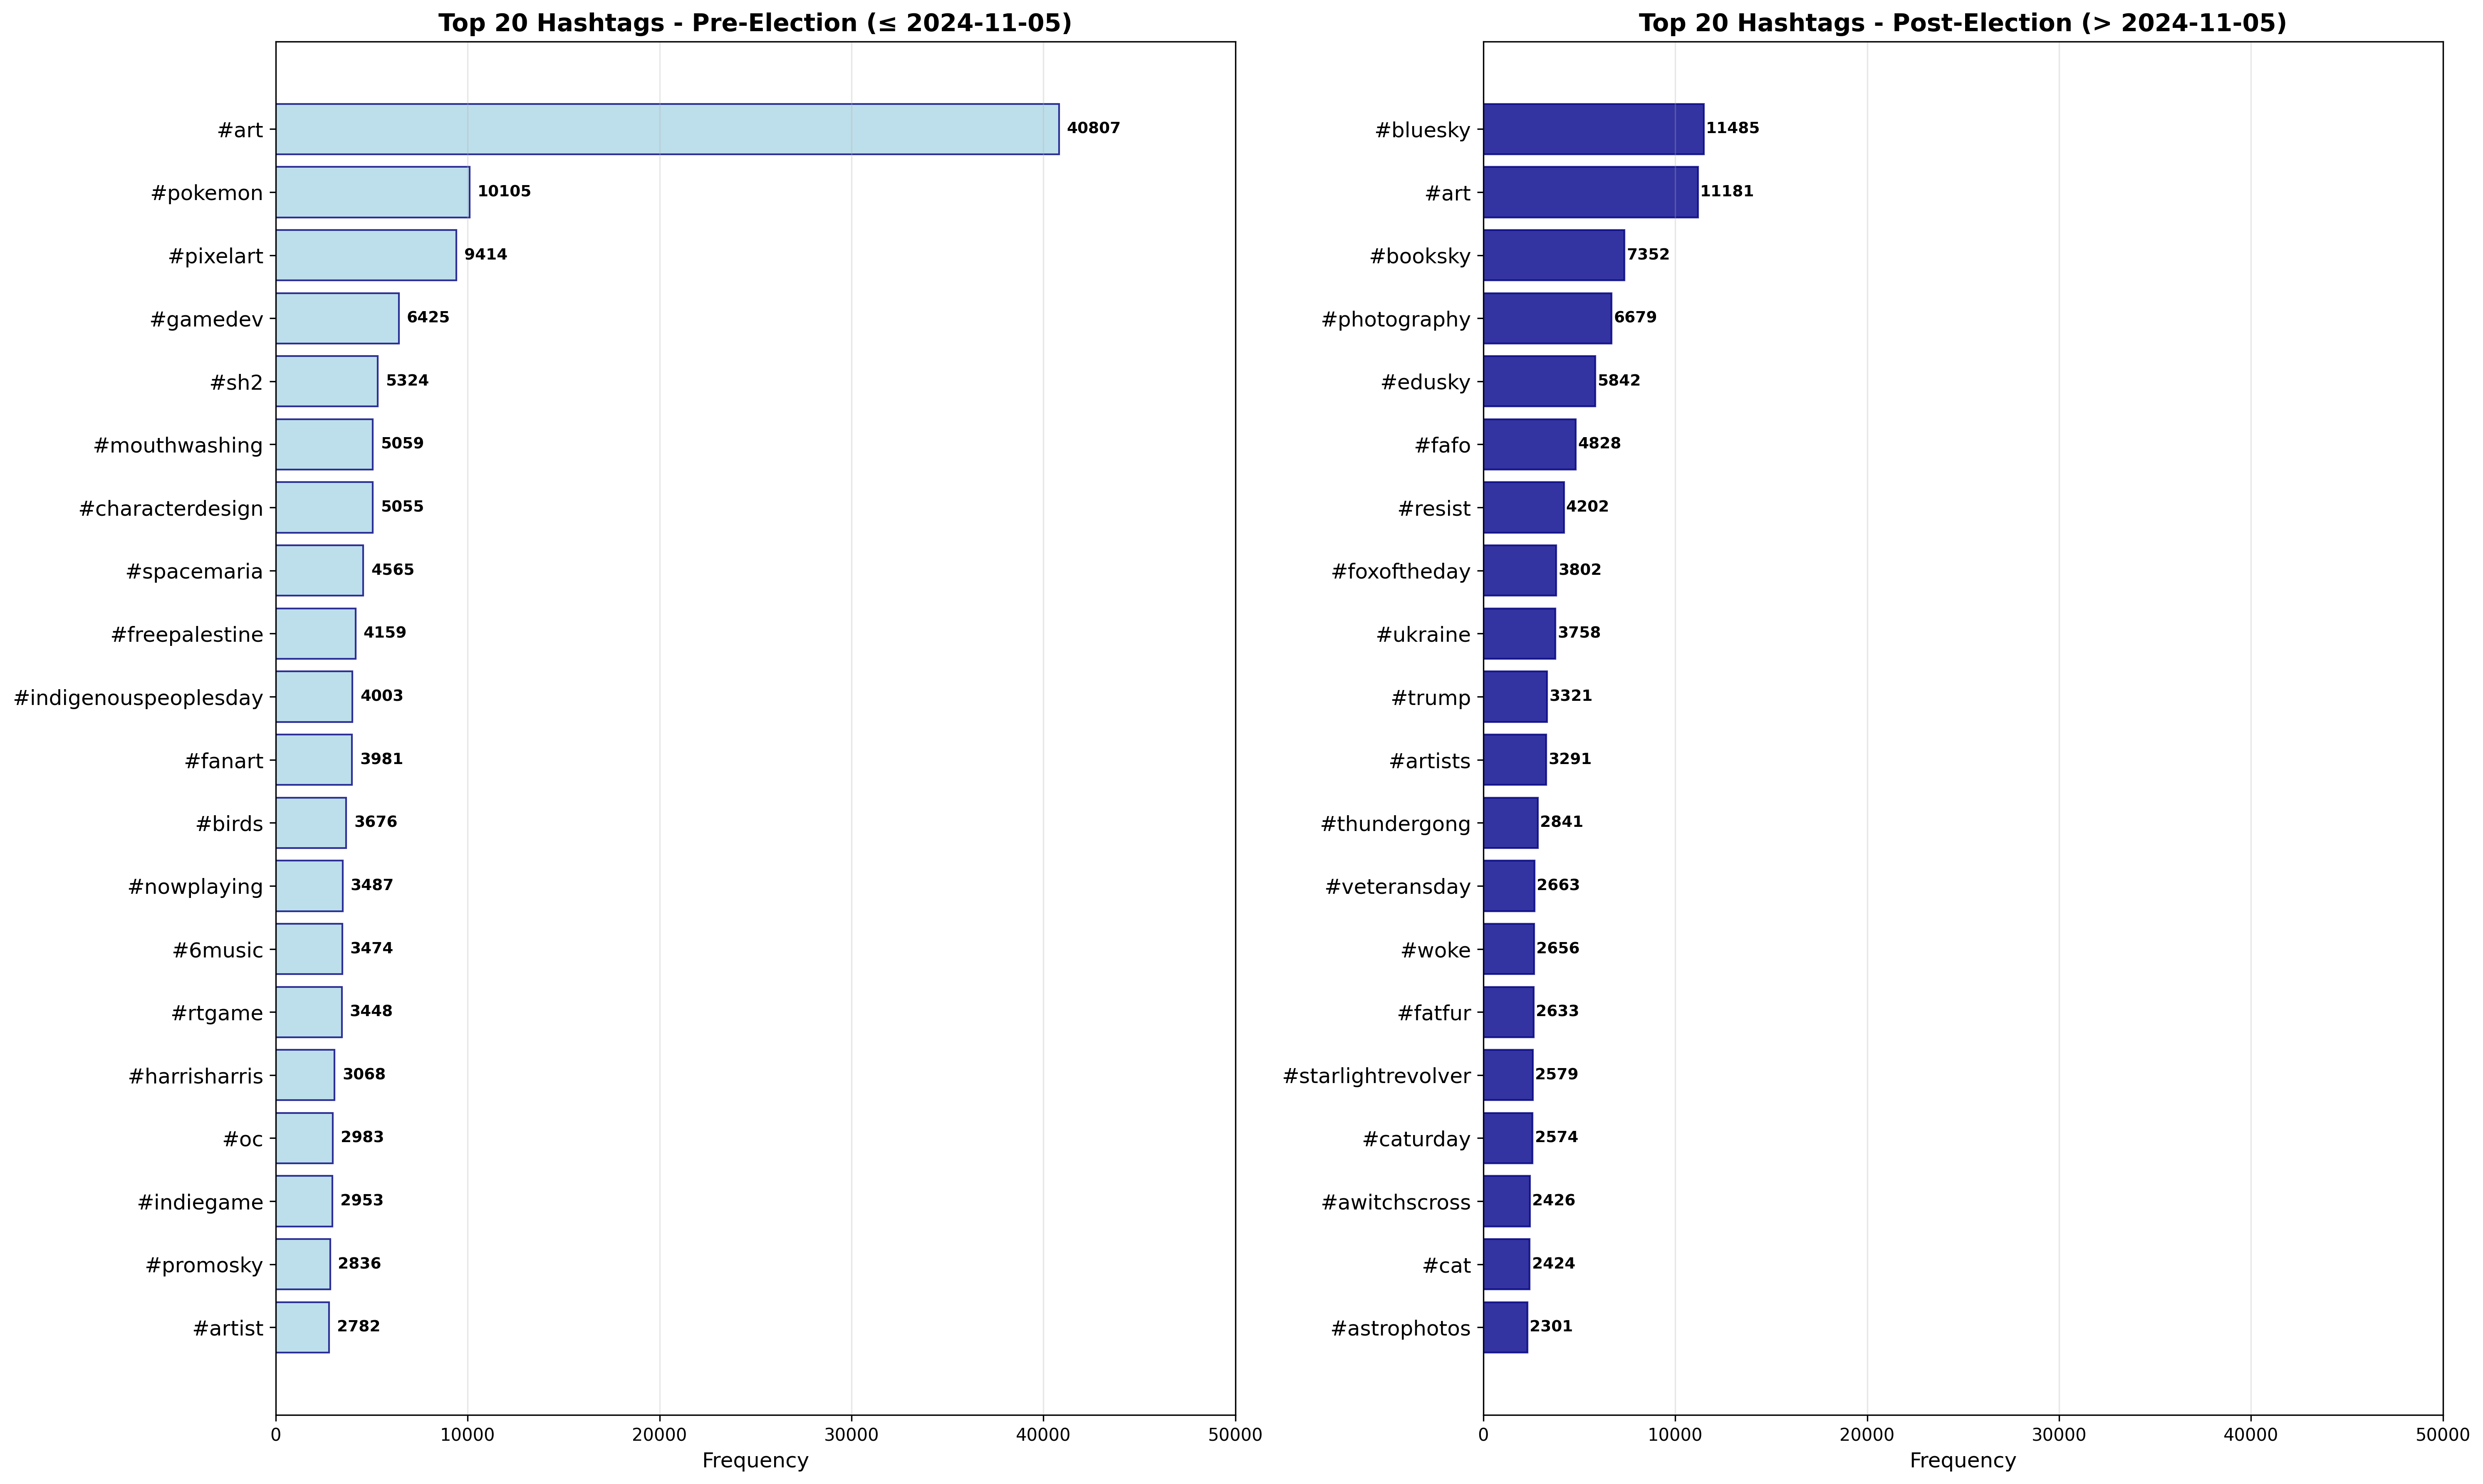 Top 20 Hashtags - Pre-Election (≤ 2024-11-05)
#art 40807
#pokemon 10105
#pixelart 9414
#gamedev 6425
#sh2 5324
#mouthwashing 5059
#characterdesign 5055
#spacemaria 4565
#freepalestine 4159
#indigenouspeoplesday 4003
#fanart 3981
#birds 3676
#nowplaying 3487
#6music 3474
#rtgame 3448
#harrisharris 3068
#oc 2983
#indiegame 2953
#promosky 2836
#artist 2782
0 10000 20000 30000 40000 50000
Frequency
Top 20 Hashtags - Post-Election (> 2024-11-05)
#bluesky 11485
#art 11181
#booksky 7352
#photography 6679
#edusky 5842
#fafo 4828
#resist 4202
#foxoftheday 3802
#ukraine 3758
#trump 3321
#artists 3291
#thundergong 2841
#veteransday 2663
#woke 2656
#fatfur 2633
#starlightrevolver 2579
#caturday 2574
#awitchscross 2426
#cat 2424
#astrophotos 2301
0 10000 20000 30000 40000 50000
Frequency